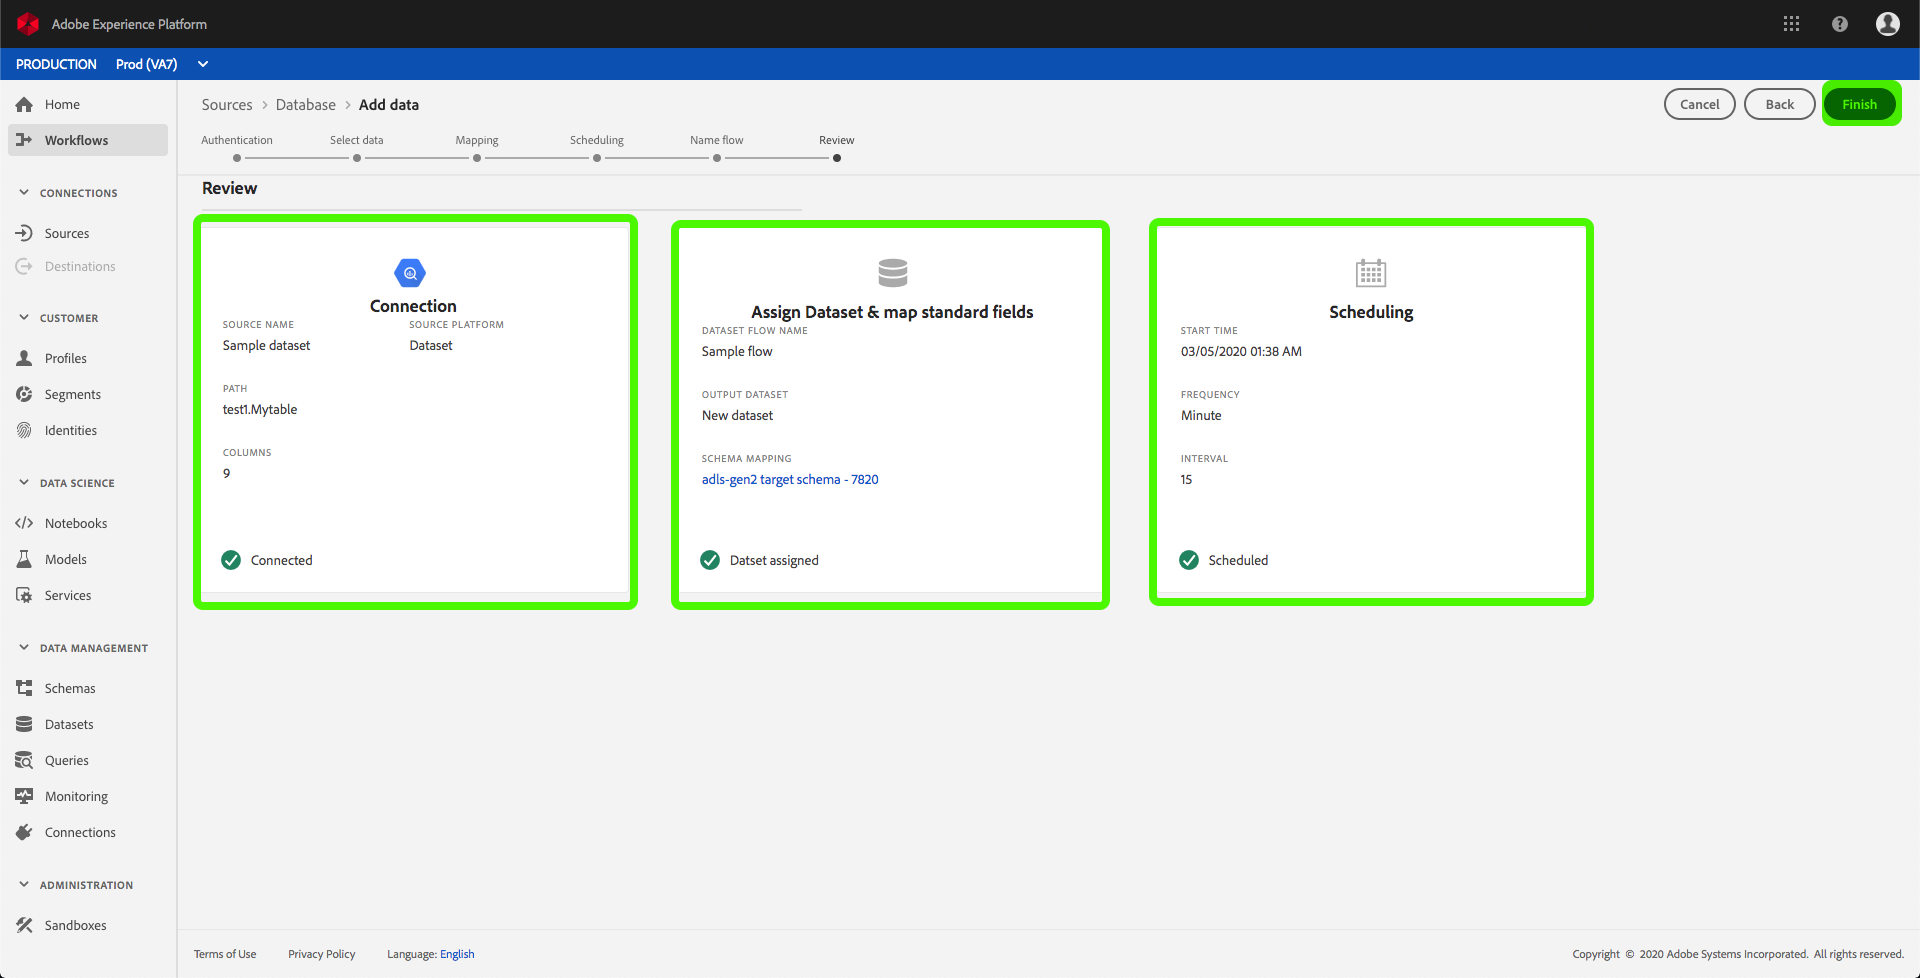 Adobe Experience Platform
PRODUCTION Prod (VA7)
Home
Workflows
CONNECTIONS
Sources
Destinations
CUSTOMER
Profiles
Segments
Identities
DATA SCIENCE
Notebooks
Models
Services
DATA MANAGEMENT
Schemas
Datasets
Queries
Monitoring
Connections
ADMINISTRATION
Sandboxes
Sources > Database > Add data
Cancel Back Finish
Authentication Select data Mapping Scheduling Name flow Review
Review
Connection
SOURCE NAME SOURCE PLATFORM
Sample dataset Dataset
PATH
test1.Mytable
COLUMNS
9
Connected
Assign Dataset & map standard fields
DATASET FLOW NAME
Sample flow
OUTPUT DATASET
New dataset
SCHEMA MAPPING
adls-gen2 target schema - 7820
Datset assigned
Scheduling
START TIME
03/05/2020 01:38 AM
FREQUENCY
Minute
INTERVAL
15
Scheduled
Terms of Use Privacy Policy Language: English Copyright © 2020 Adobe Systems Incorporated. All rights reserved.